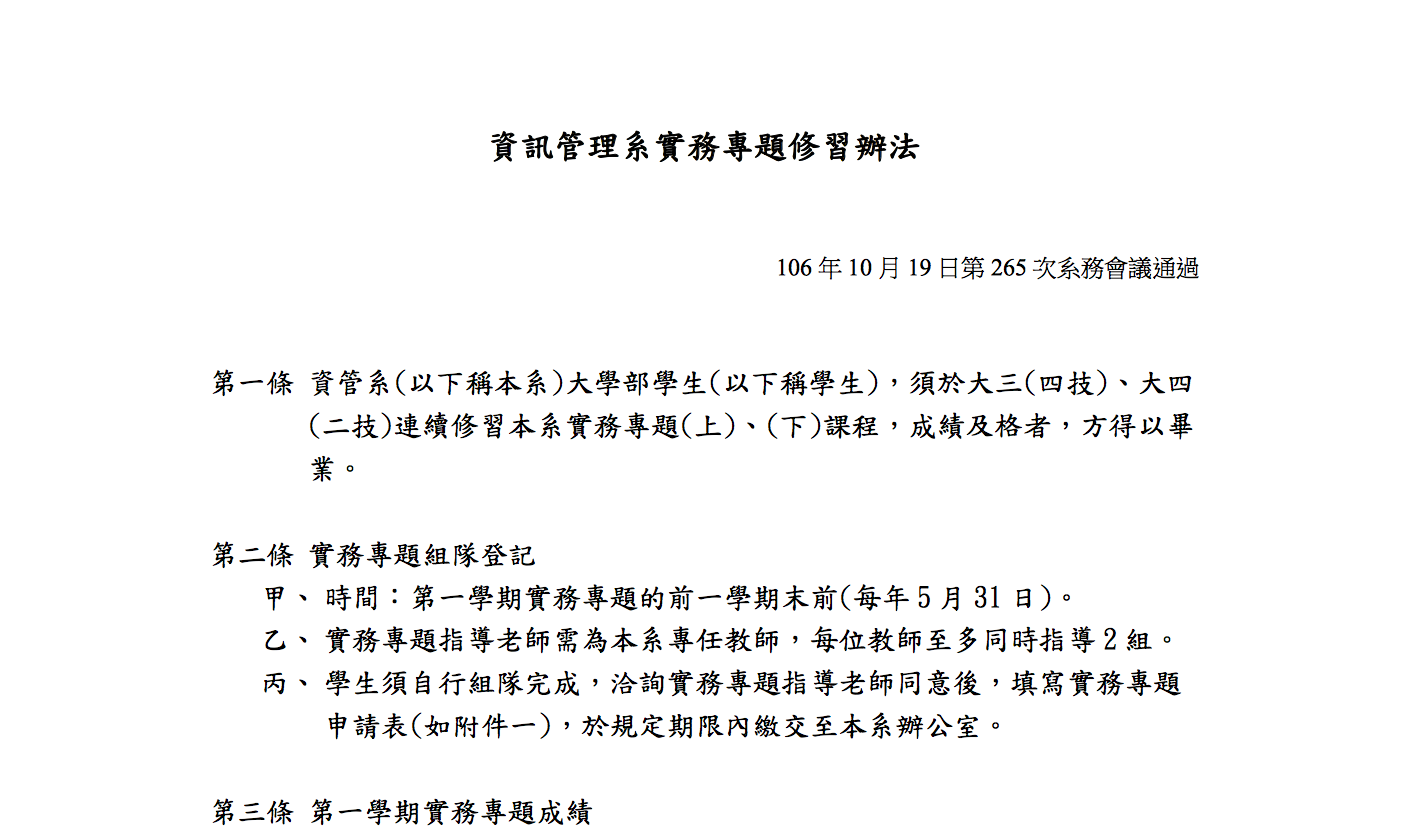 資訊管理系實務專題修習辦法
106 年 10 月 19 日第 265 次系務會議通過
第一條 資管系(以下稱本系)大學部學生(以下稱學生)，須於大三(四技)、大四
(二技)連續修習本系實務專題(上)、(下)課程，成績及格者，方得以畢
業。
第二條 實務專題組隊登記
甲、 時間：第一學期實務專題的前一學期末前(每年 5 月 31 日)。
乙、 實務專題指導老師需為本系專任教師，每位教師至多同時指導 2 組。
丙、 學生須自行組隊完成，洽詢實務專題指導老師同意後，填寫實務專題
申請表(如附件一)，於規定期限內繳交至本系辦公室。
第三條 第一學期實務專題成績